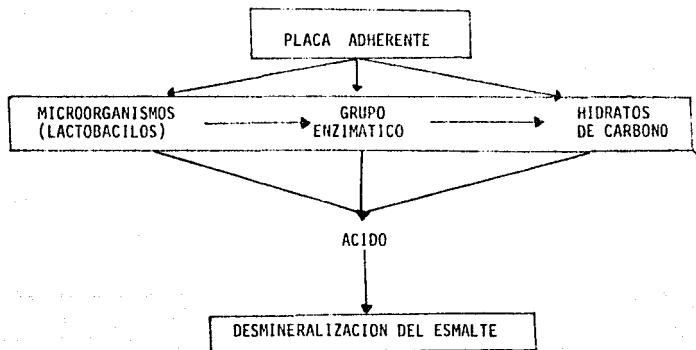 PLACA ADHERENTE
MICROORGANISMOS
(LACTOBACILOS)
GRUPO
ENZIMATICO
HIDRATOS
DE CARBONO
ACIDO
DESMINERALIZACION DEL ESMALTE